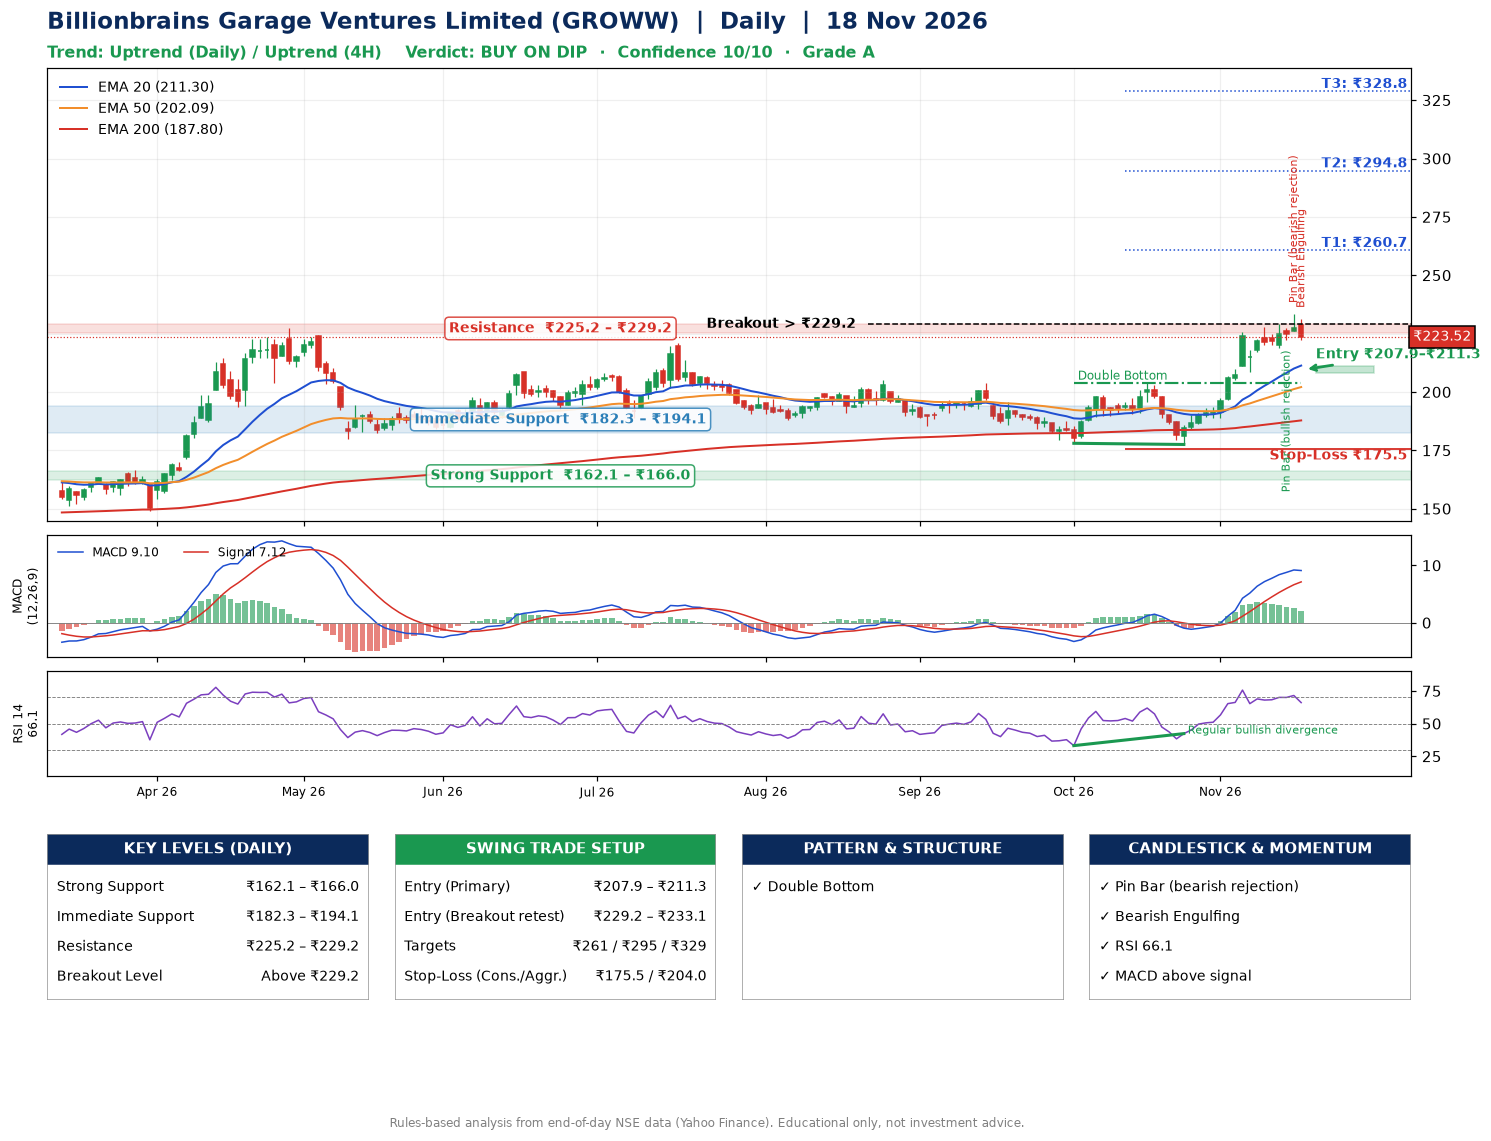 Billionbrains Garage Ventures Limited (GROWW) | Daily | 18 Nov 2026
Trend: Uptrend (Daily) / Uptrend (4H) Verdict: BUY ON DIP · Confidence 10/10 · Grade A
EMA 20 (211.30)
EMA 50 (202.09)
EMA 200 (187.80)
T3: ₹328.8
T2: ₹294.8
T1: ₹260.7
Pin Bar (bearish rejection)
Bearish Engulfing
Resistance ₹225.2 – ₹229.2
Breakout > ₹229.2
₹223.52
Entry ₹207.9–₹211.3
Double Bottom
Pin Bar (bullish rejection)
Immediate Support ₹182.3 – ₹194.1
Stop-Loss ₹175.5
Strong Support ₹162.1 – ₹166.0
325
300
275
250
200
175
150
MACD 9.10
Signal 7.12
MACD
(12,26,9)
10
0
RSI 14
66.1
Regular bullish divergence
75
50
25
Apr 26 May 26 Jun 26 Jul 26 Aug 26 Sep 26 Oct 26 Nov 26
KEY LEVELS (DAILY)
Strong Support ₹162.1 – ₹166.0
Immediate Support ₹182.3 – ₹194.1
Resistance ₹225.2 – ₹229.2
Breakout Level Above ₹229.2
SWING TRADE SETUP
Entry (Primary) ₹207.9 – ₹211.3
Entry (Breakout retest) ₹229.2 – ₹233.1
Targets ₹261 / ₹295 / ₹329
Stop-Loss (Cons./Aggr.) ₹175.5 / ₹204.0
PATTERN & STRUCTURE
✓ Double Bottom
CANDLESTICK & MOMENTUM
✓ Pin Bar (bearish rejection)
✓ Bearish Engulfing
✓ RSI 66.1
✓ MACD above signal
Rules-based analysis from end-of-day NSE data (Yahoo Finance). Educational only, not investment advice.